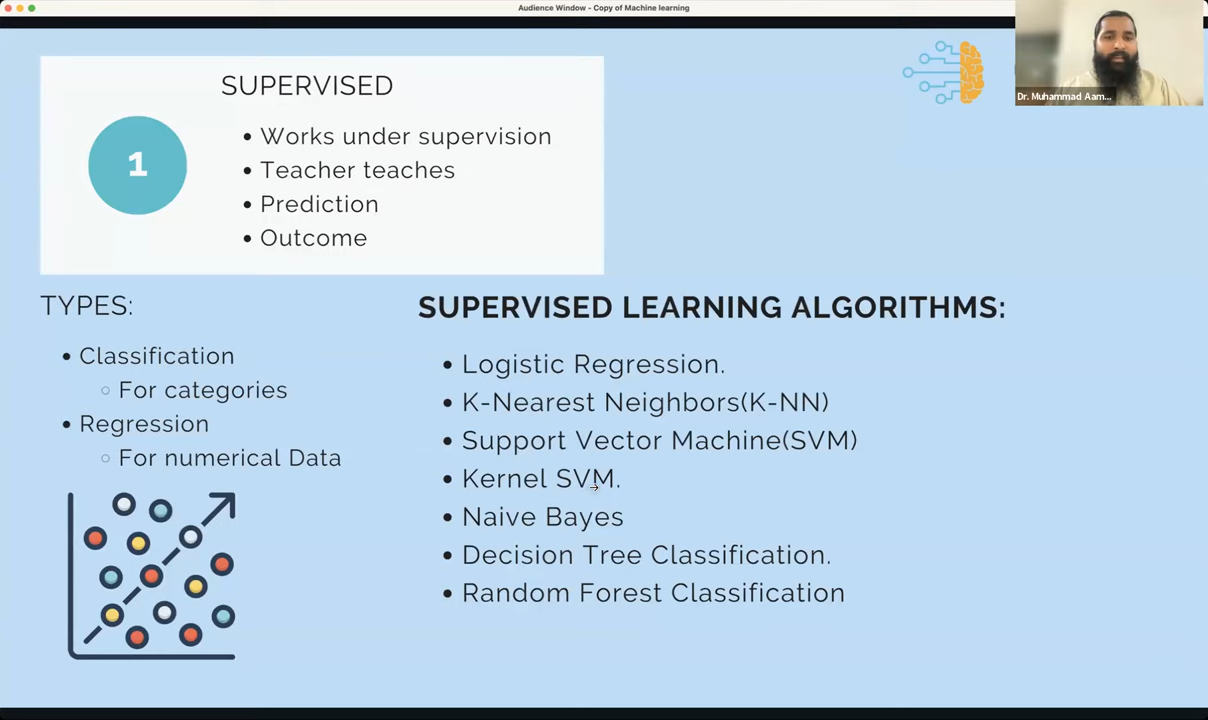 Audience Window - Copy of Machine learning
Dr. Muhammad Aam...
SUPERVISED
1
• Works under supervision
• Teacher teaches
• Prediction
• Outcome
TYPES:
• Classification
○ For categories
• Regression
○ For numerical Data
SUPERVISED LEARNING ALGORITHMS:
• Logistic Regression.
• K-Nearest Neighbors(K-NN)
• Support Vector Machine(SVM)
• Kernel SVM.
• Naive Bayes
• Decision Tree Classification.
• Random Forest Classification